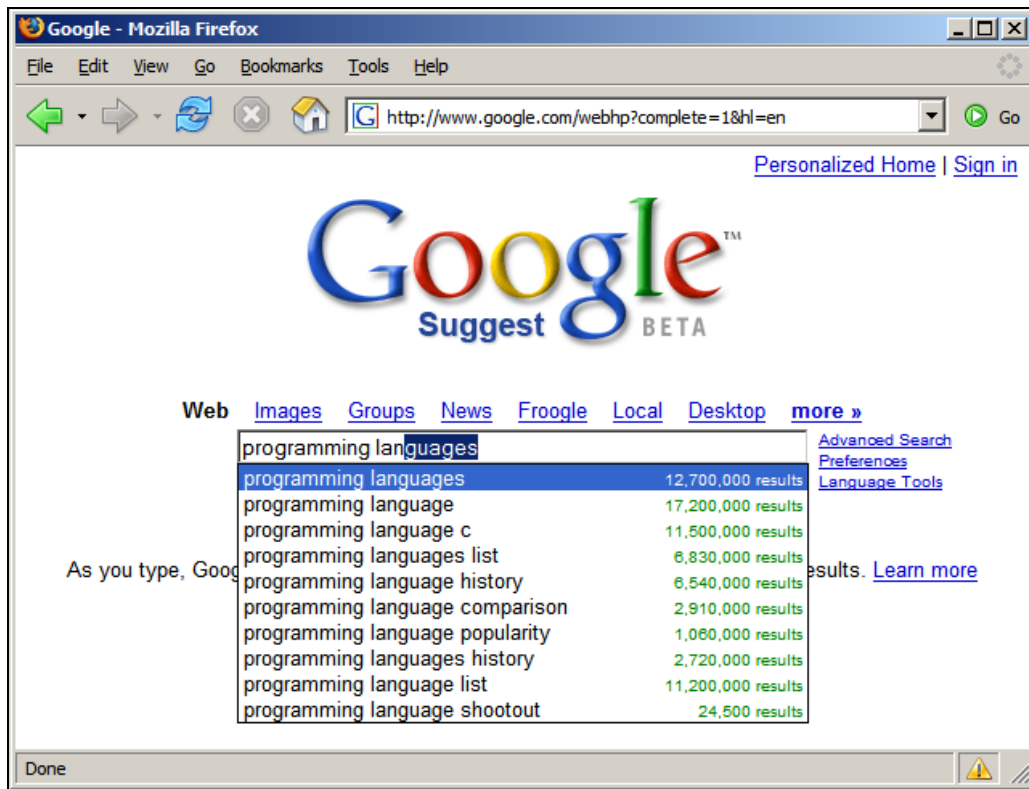 Google - Mozilla Firefox
File Edit View Go Bookmarks Tools Help
G http://www.google.com/webhp?complete=1&hl=en Go
Personalized Home | Sign in
Google™
Suggest BETA
Web Images Groups News Froogle Local Desktop more »
programming languages Advanced Search
Preferences
programming languages 12,700,000 results Language Tools
programming language 17,200,000 results
programming language c 11,500,000 results
programming languages list 6,830,000 results
As you type, Goog esults. Learn more
programming language history 6,540,000 results
programming language comparison 2,910,000 results
programming language popularity 1,060,000 results
programming languages history 2,720,000 results
programming language list 11,200,000 results
programming language shootout 24,500 results
Done